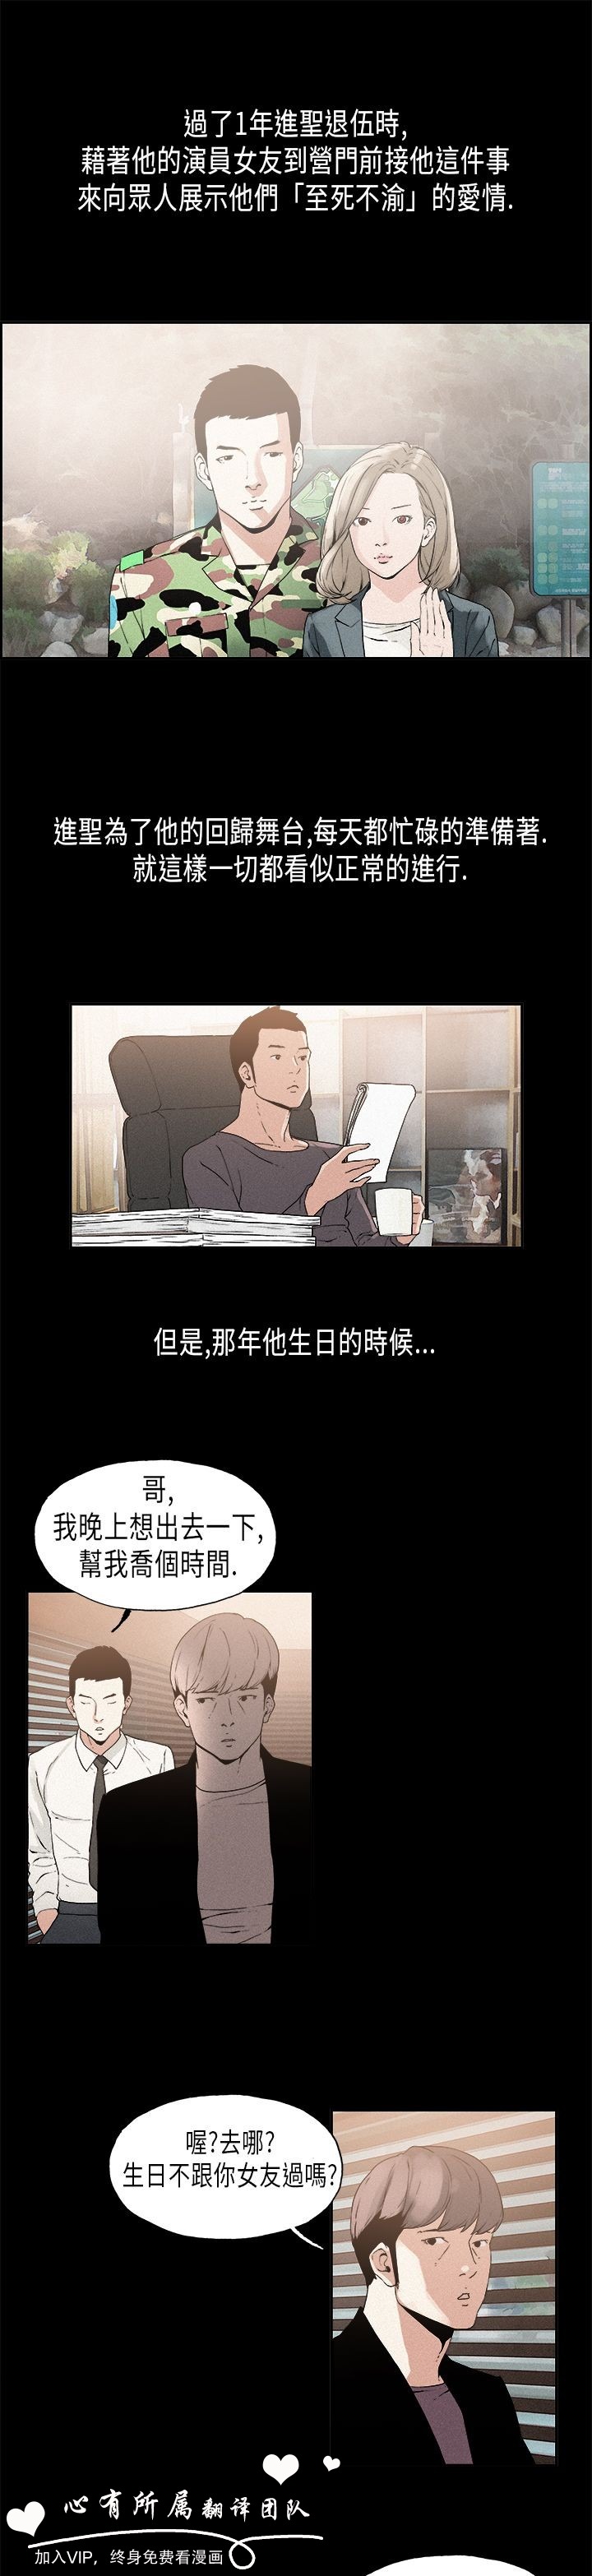 過了1年進聖退伍時,
藉著他的演員女友到營門前接他這件事
來向眾人展示他們「至死不渝」的愛情.
進聖為了他的回歸舞台,每天都忙碌的準備著.
就這樣一切都看似正常的進行.
但是,那年他生日的時候...
哥,
我晚上想出去一下,
幫我喬個時間.
喔?去哪?
生日不跟你女友過嗎?
心有所属翻译团队
加入VIP，终身免费看漫画